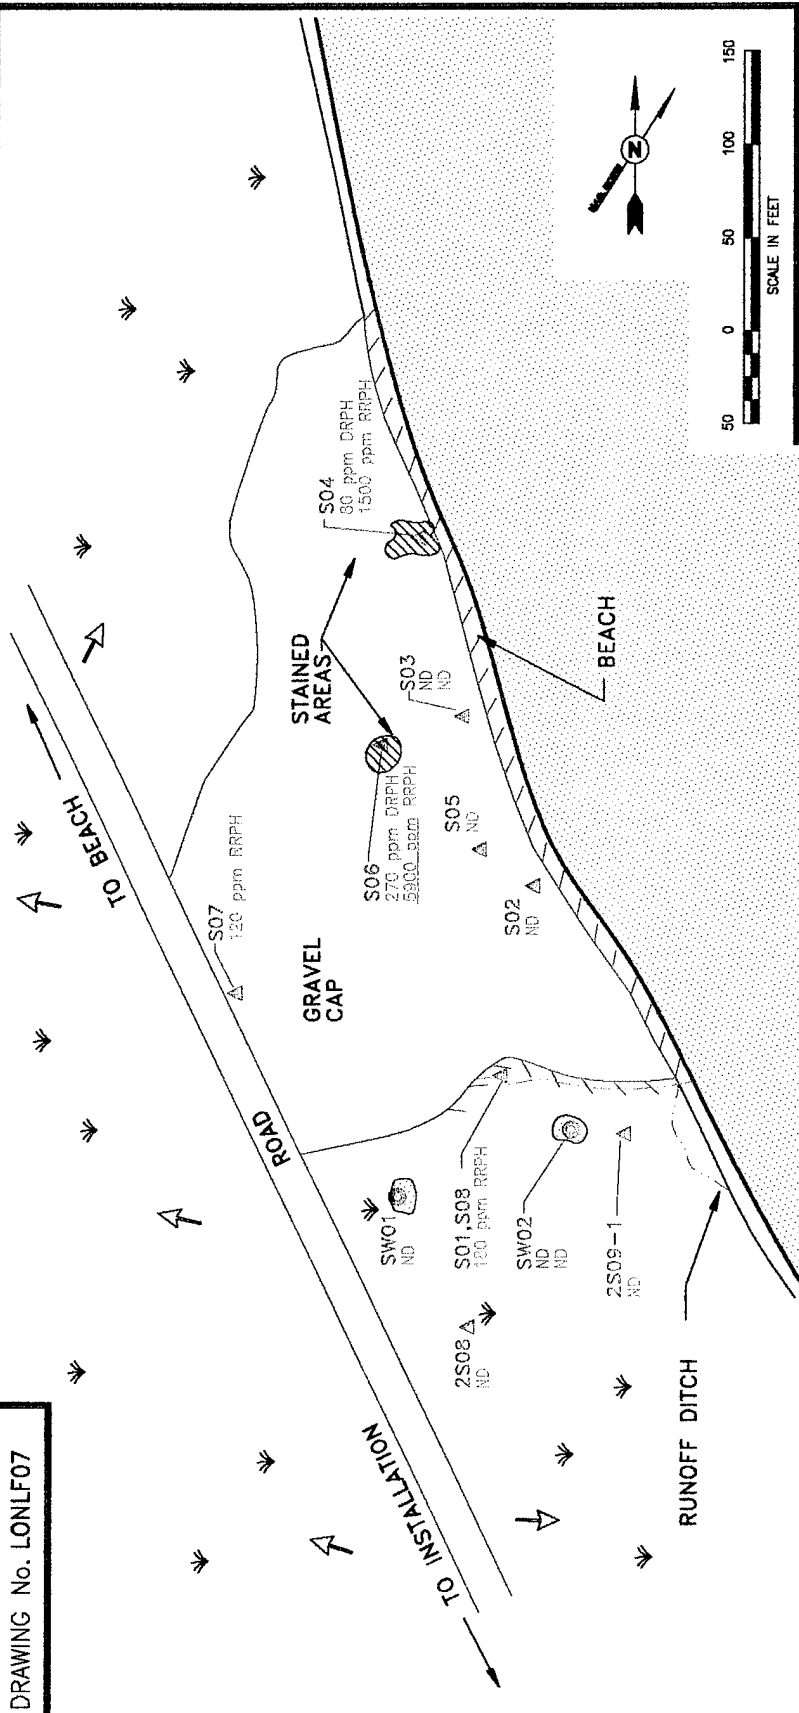 DRAWING No. LONLF07
TO INSTALLATION
ROAD
TO BEACH
S07
120 ppm RRPH
GRAVEL
CAP
STAINED
AREAS
S06
270 ppm DRPH
5900 ppm RRPH
S04
80 ppm DRPH
1500 ppm RRPH
S03
ND
ND
S05
ND
S02
ND
SW01
ND
S01,S08
180 ppm RRPH
SW02
ND
ND
2S08
ND
2S09-1
ND
RUNOFF DITCH
BEACH
N
50 0 50 100 150
SCALE IN FEET